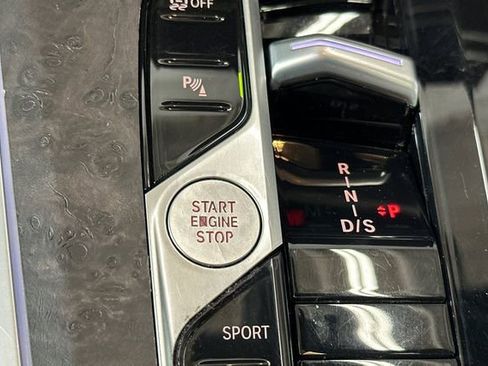 OFF
P
START
ENGINE
STOP
R
N
D/S
P
SPORT